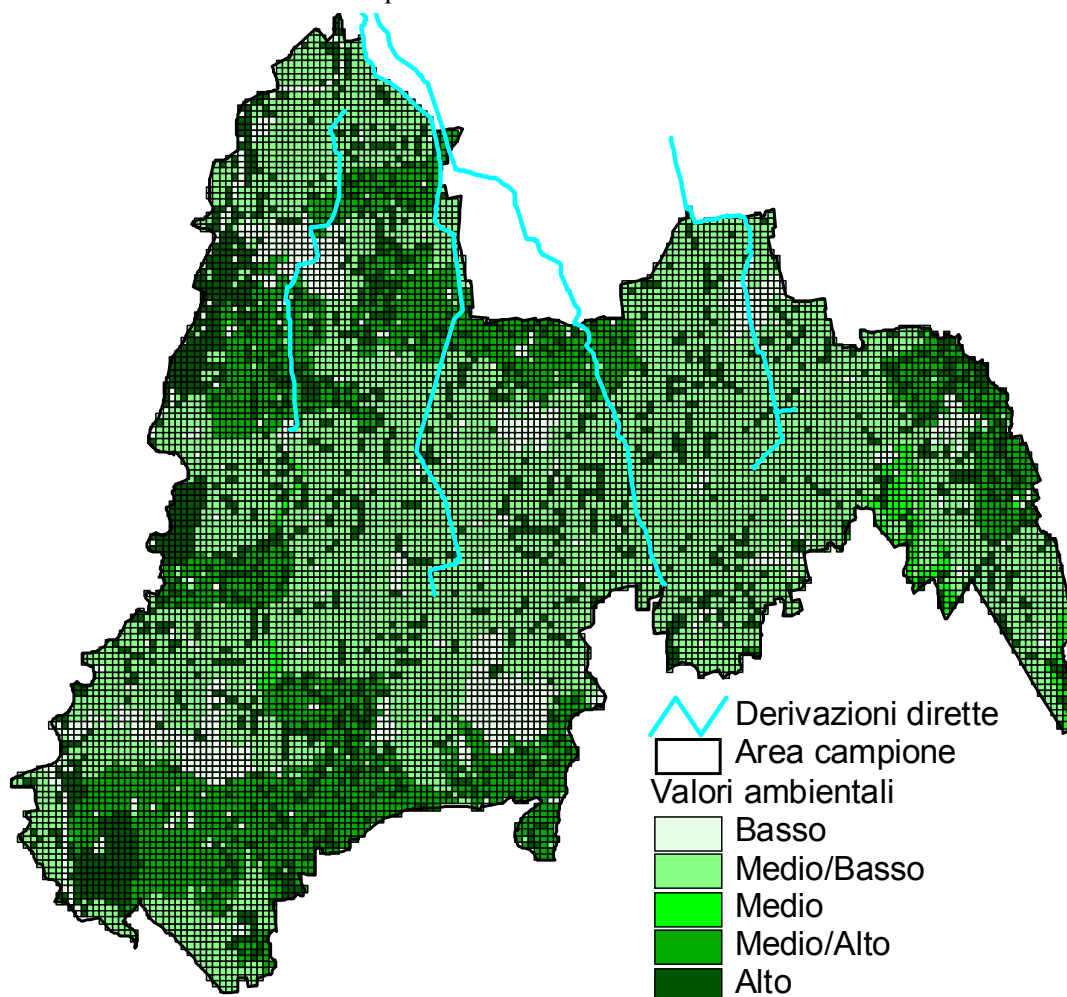 Derivazioni dirette
Area campione
Valori ambientali
Basso
Medio/Basso
Medio
Medio/Alto
Alto